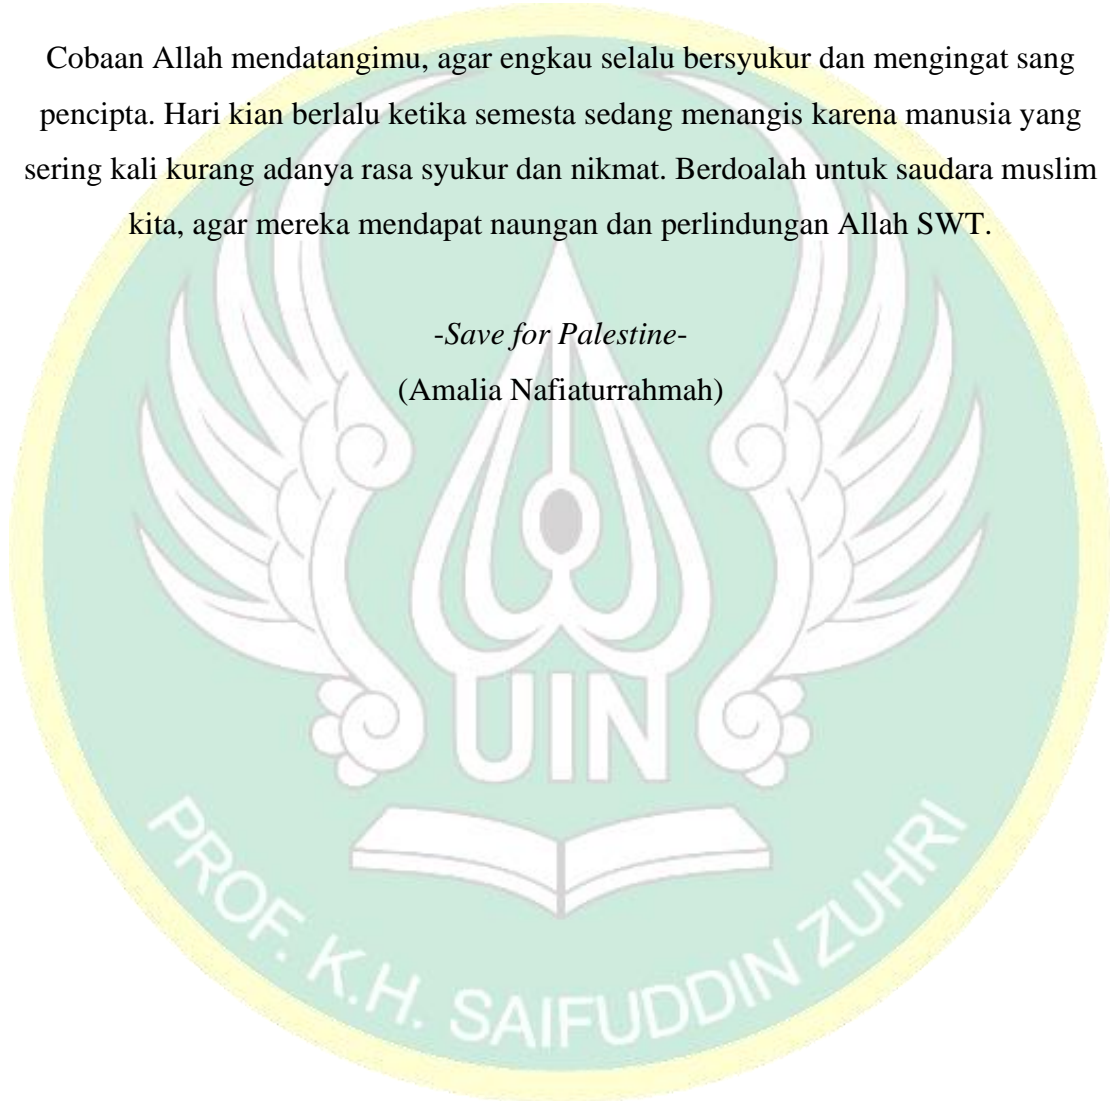 Cobaan Allah mendatangimu, agar engkau selalu bersyukur dan mengingat sang
pencipta. Hari kian berlalu ketika semesta sedang menangis karena manusia yang
sering kali kurang adanya rasa syukur dan nikmat. Berdoalah untuk saudara muslim
kita, agar mereka mendapat naungan dan perlindungan Allah SWT.
-Save for Palestine-
(Amalia Nafiaturrahmah)
UIN
PROF. K.H. SAIFUDDIN ZUHRI